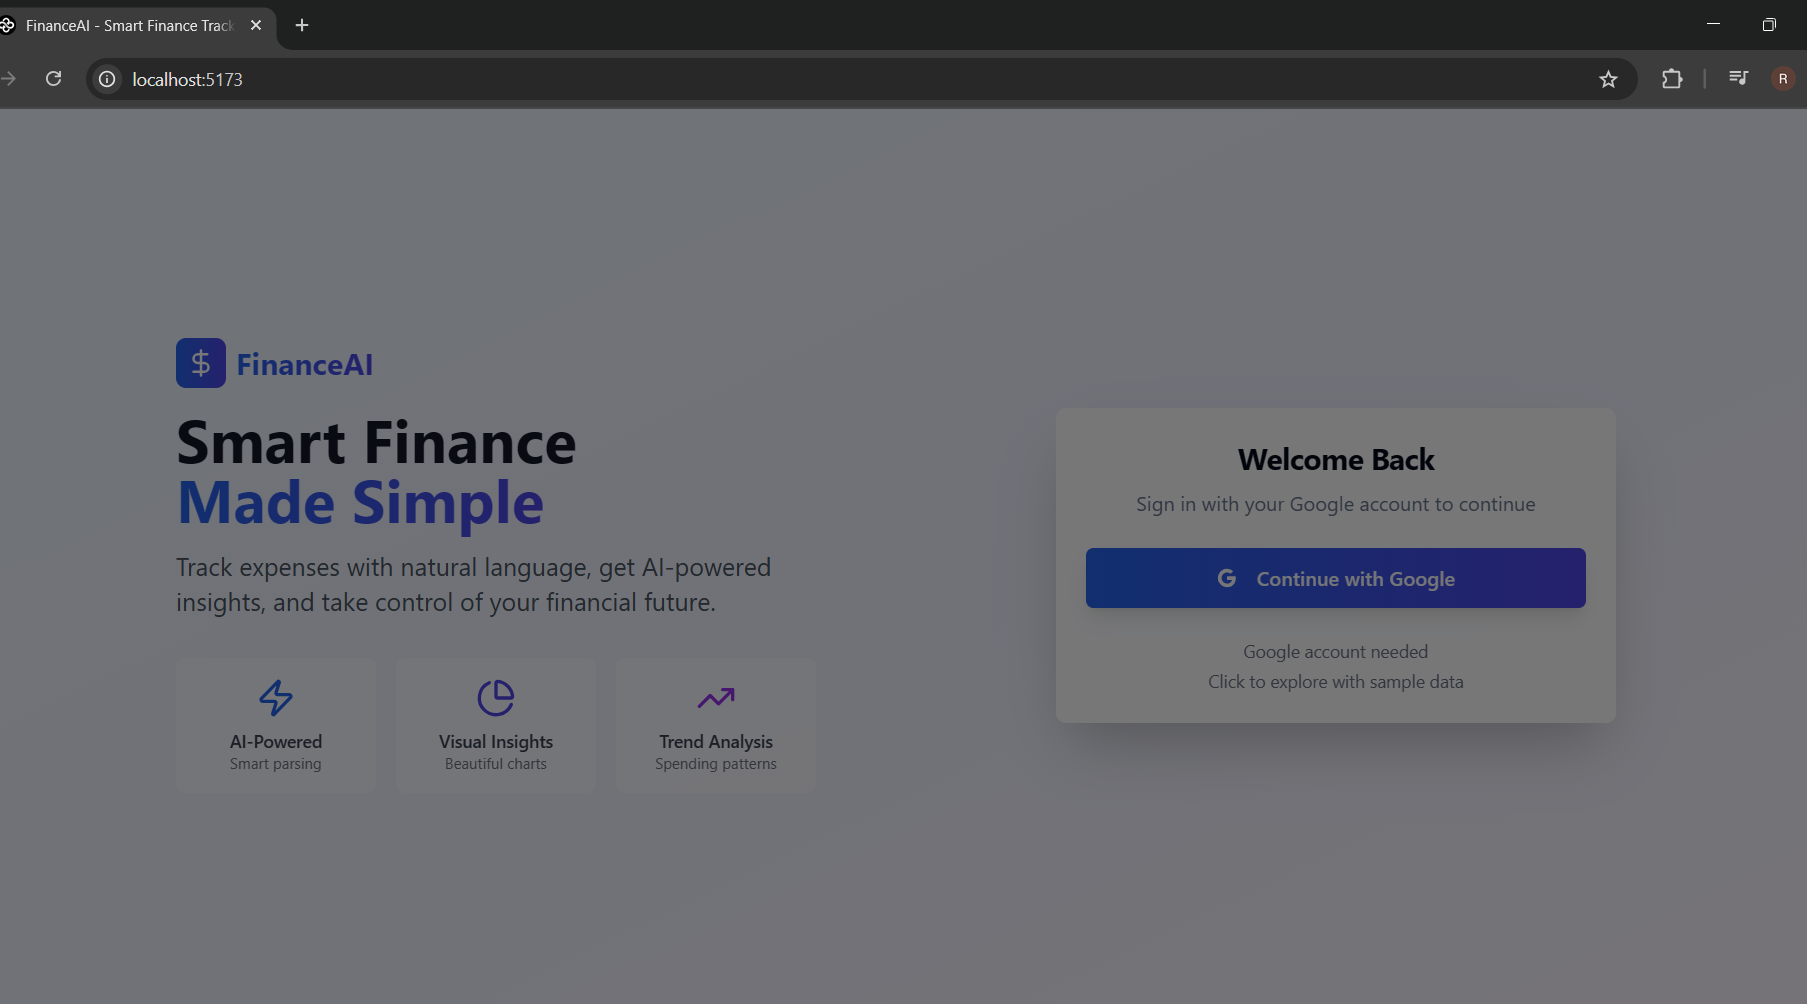 FinanceAI - Smart Finance Track
localhost:5173
R
$ FinanceAI
Smart Finance
Made Simple
Track expenses with natural language, get AI-powered
insights, and take control of your financial future.
AI-Powered
Smart parsing
Visual Insights
Beautiful charts
Trend Analysis
Spending patterns
Welcome Back
Sign in with your Google account to continue
G Continue with Google
Google account needed
Click to explore with sample data